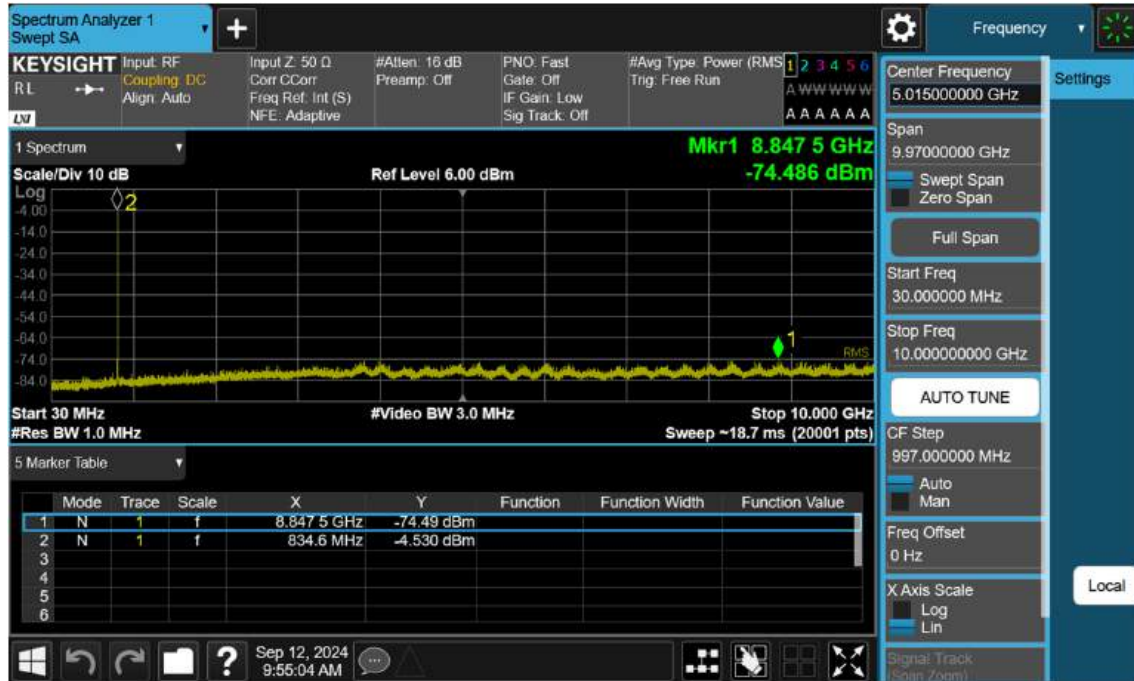 Spectrum Analyzer 1
Swept SA
Frequency
KEYSIGHT
RL
LXI
Input: RF
Coupling: DC
Align: Auto
Input Z: 50 Ω
Corr CCorr
Freq Ref: Int (S)
NFE: Adaptive
#Atten: 16 dB
Preamp: Off
PNO: Fast
Gate: Off
IF Gain: Low
Sig Track: Off
#Avg Type: Power (RMS
Trig: Free Run
1 2 3 4 5 6
A W W W W W
A A A A A A
1 Spectrum
Scale/Div 10 dB
Log
Ref Level 6.00 dBm
Mkr1 8.847 5 GHz
-74.486 dBm
2
1
RMS
-4.00
-14.0
-24.0
-34.0
-44.0
-54.0
-64.0
-74.0
-84.0
Start 30 MHz
#Video BW 3.0 MHz
Stop 10.000 GHz
#Res BW 1.0 MHz
Sweep ~18.7 ms (20001 pts)
5 Marker Table
Mode Trace Scale X Y Function Function Width Function Value
1 N 1 f 8.847 5 GHz -74.49 dBm
2 N 1 f 834.6 MHz -4.530 dBm
3
4
5
6
?
Sep 12, 2024
9:55:04 AM
Center Frequency
5.015000000 GHz
Span
9.97000000 GHz
Swept Span
Zero Span
Full Span
Start Freq
30.000000 MHz
Stop Freq
10.000000000 GHz
AUTO TUNE
CF Step
997.000000 MHz
Auto
Man
Freq Offset
0 Hz
X Axis Scale
Log
Lin
Signal Track
(Span Zoom)
Settings
Local